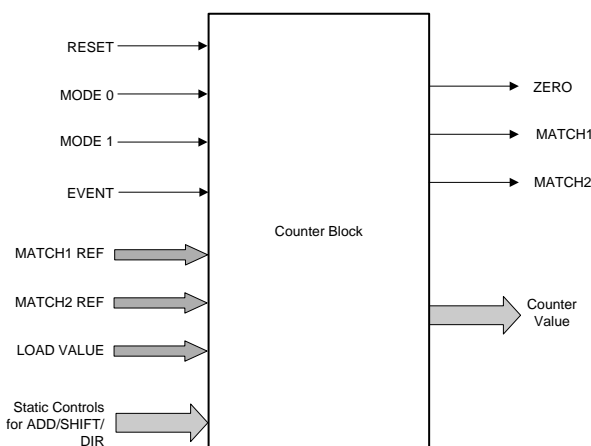 RESET
MODE 0
MODE 1
EVENT
MATCH1 REF
MATCH2 REF
LOAD VALUE
Static Controls
for ADD/SHIFT/
DIR
Counter Block
ZERO
MATCH1
MATCH2
Counter
Value